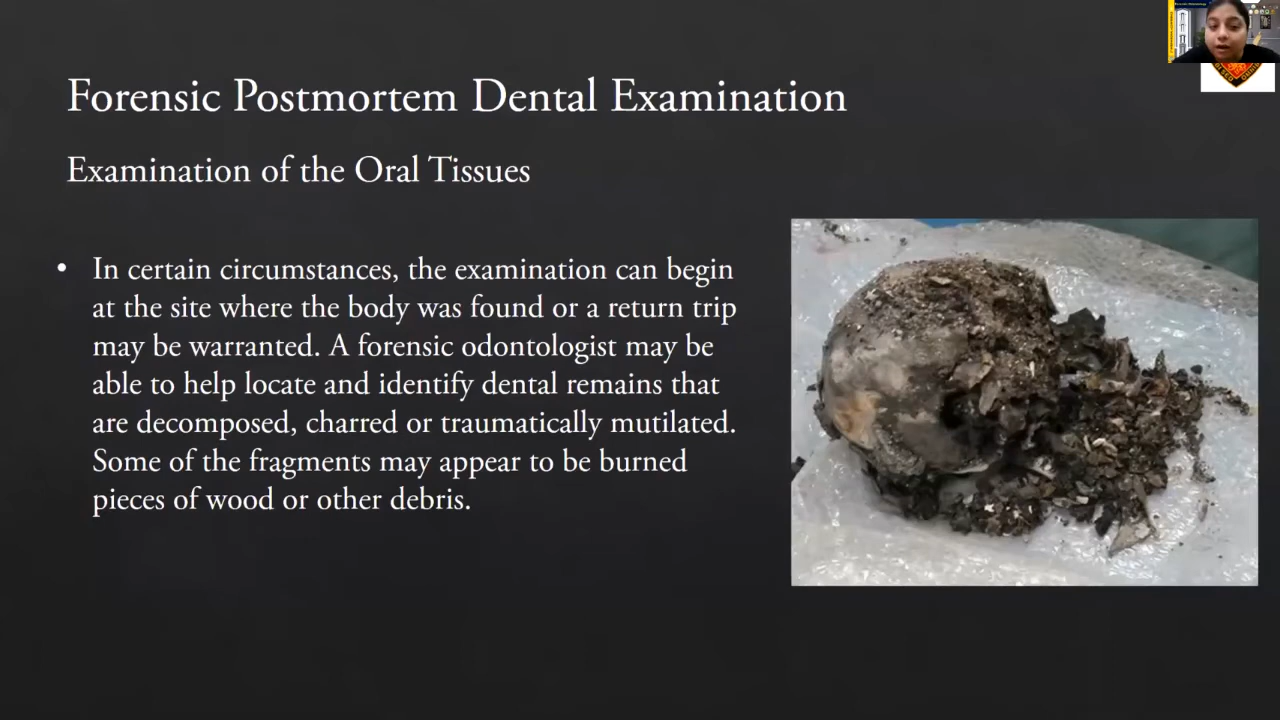 Forensic Postmortem Dental Examination
Examination of the Oral Tissues
• In certain circumstances, the examination can begin
at the site where the body was found or a return trip
may be warranted. A forensic odontologist may be
able to help locate and identify dental remains that
are decomposed, charred or traumatically mutilated.
Some of the fragments may appear to be burned
pieces of wood or other debris.